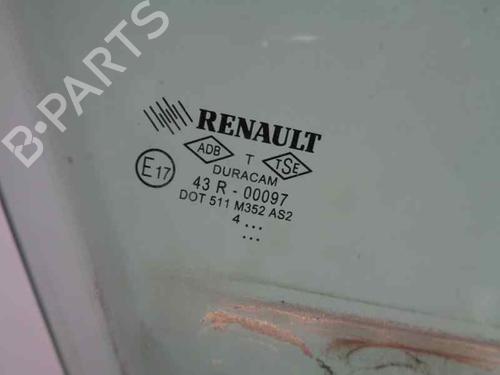 B-PARTS
RENAULT
ADB T TSE
DURACAM
E17
43 R - 00097
DOT 511 M352 AS2
4 ...
...